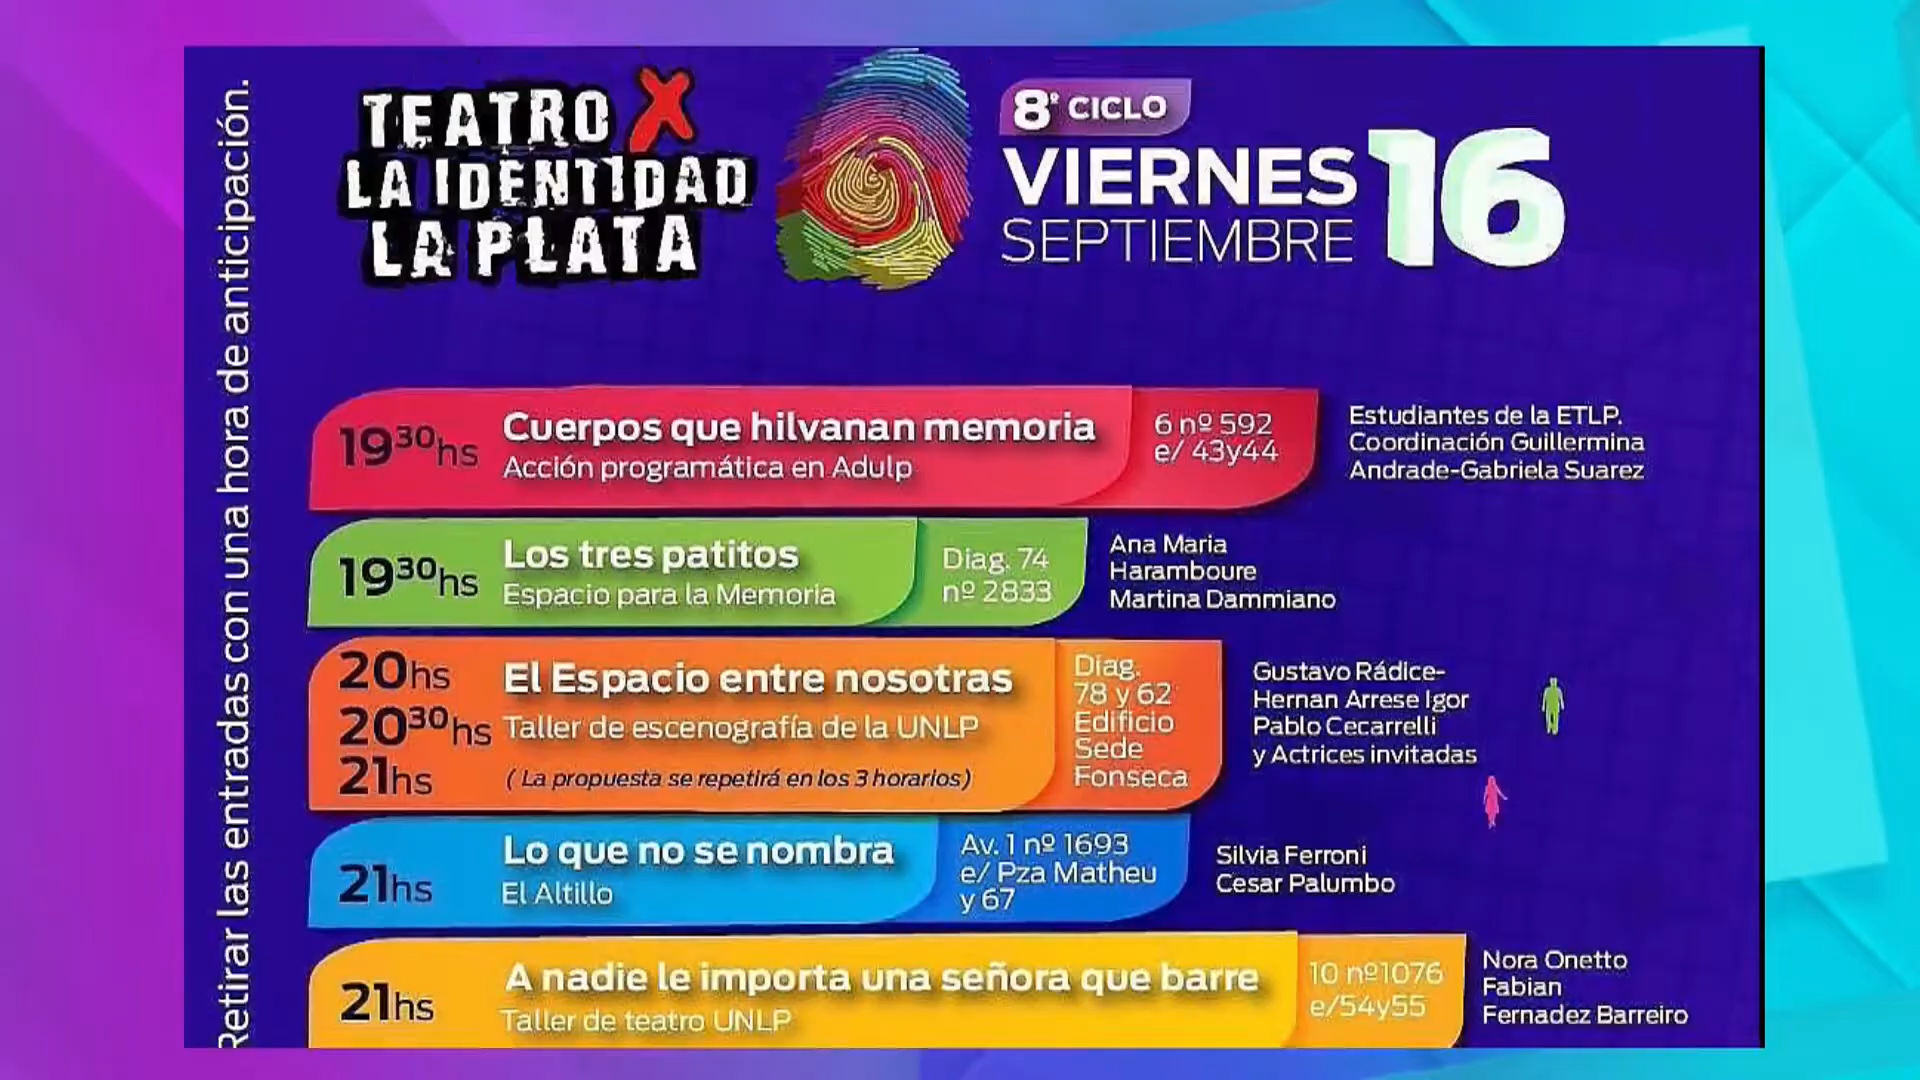 Retirar las entradas con una hora de anticipación.
TEATRO X
LA IDENTIDAD
LA PLATA
8º CICLO
VIERNES 16
SEPTIEMBRE
19³⁰hs
Cuerpos que hilvanan memoria
Acción programática en Adulp
6 nº 592
e/ 43y44
Estudiantes de la ETLP.
Coordinación Guillermina
Andrade-Gabriela Suarez
19³⁰hs
Los tres patitos
Espacio para la Memoria
Diag. 74
nº 2833
Ana Maria
Haramboure
Martina Dammiano
20hs
20³⁰hs
21hs
El Espacio entre nosotras
Taller de escenografía de la UNLP
( La propuesta se repetirá en los 3 horarios)
Diag.
78 y 62
Edificio
Sede
Fonseca
Gustavo Rádice-
Hernan Arrese Igor
Pablo Cecarrelli
y Actrices invitadas
21hs
Lo que no se nombra
El Altillo
Av. 1 nº 1693
e/ Pza Matheu
y 67
Silvia Ferroni
Cesar Palumbo
21hs
A nadie le importa una señora que barre
Taller de teatro UNLP
10 nº1076
e/54y55
Nora Onetto
Fabian
Fernadez Barreiro